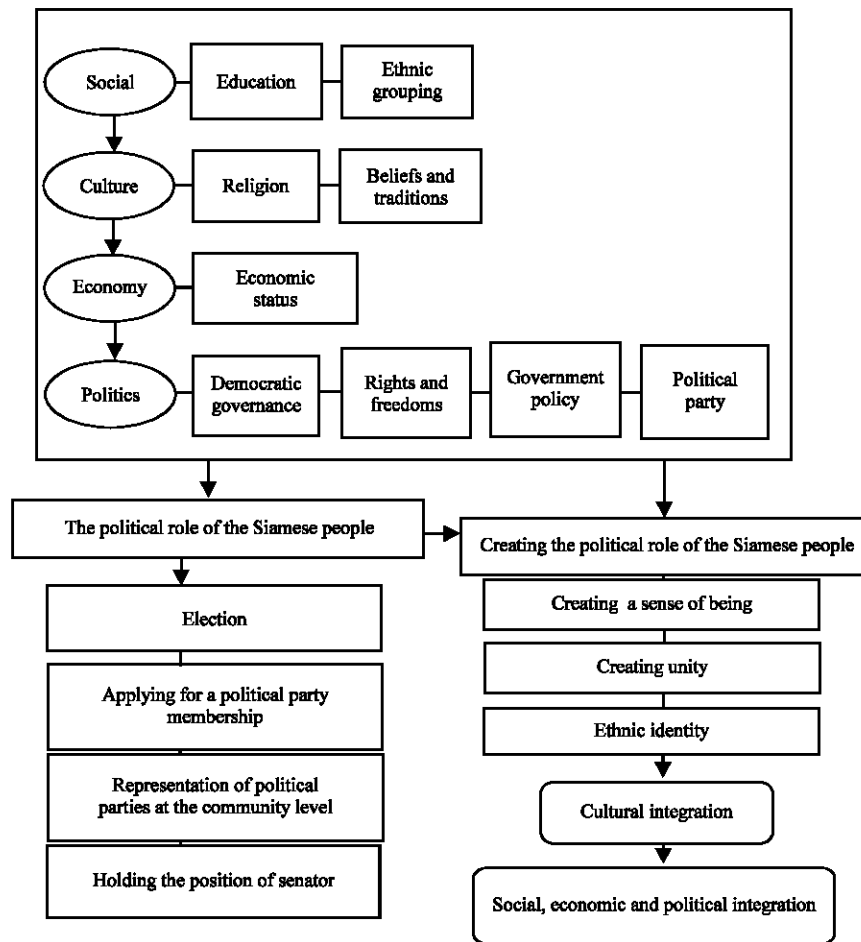 Social
Education
Ethnic
grouping
Culture
Religion
Beliefs and
traditions
Economy
Economic
status
Politics
Democratic
governance
Rights and
freedoms
Government
policy
Political
party
The political role of the Siamese people
Creating the political role of the Siamese people
Election
Applying for a political party
membership
Representation of political
parties at the community level
Holding the position of senator
Creating a sense of being
Creating unity
Ethnic identity
Cultural integration
Social, economic and political integration